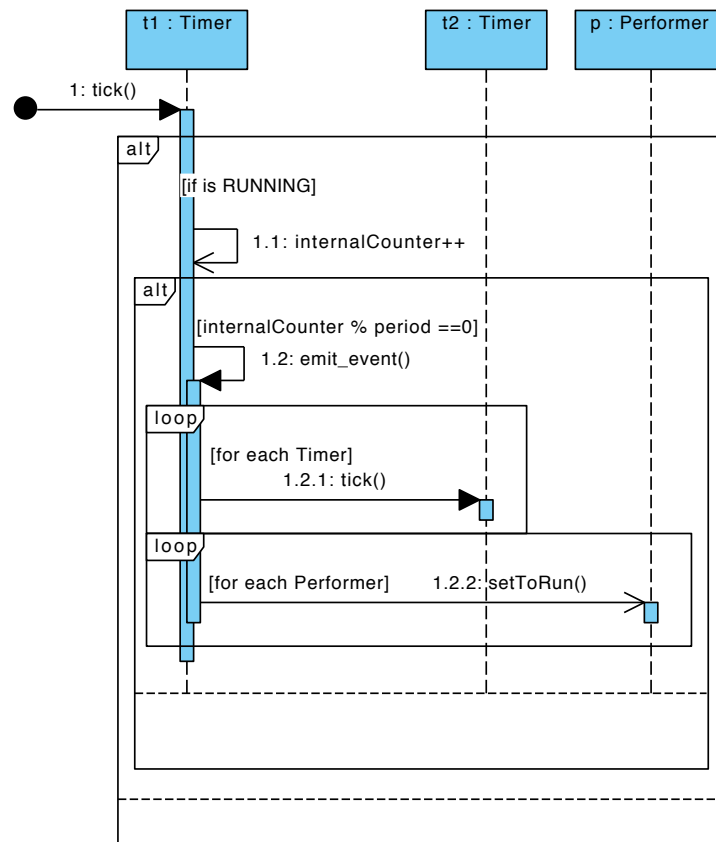 t1 : Timer
t2 : Timer
p : Performer
1: tick()
alt
[if is RUNNING]
1.1: internalCounter++
alt
[internalCounter % period ==0]
1.2: emit_event()
loop
[for each Timer]
1.2.1: tick()
loop
[for each Performer]
1.2.2: setToRun()